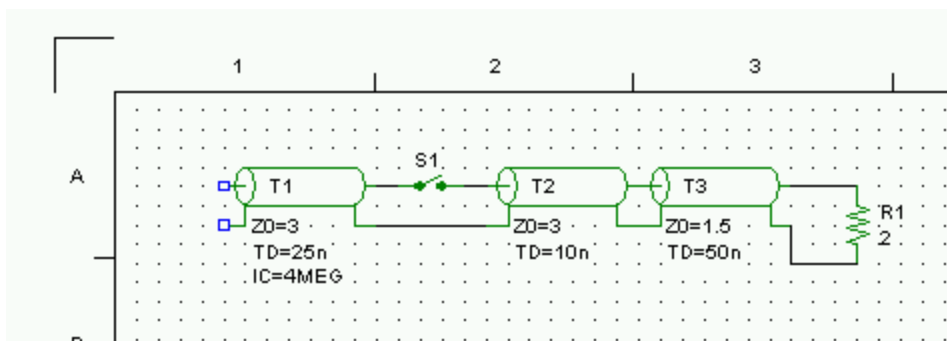 1 2 3
A
S1
T1 T2 T3
R1
2
Z0=3 Z0=3 Z0=1.5
TD=25n TD=10n TD=50n
IC=4MEG